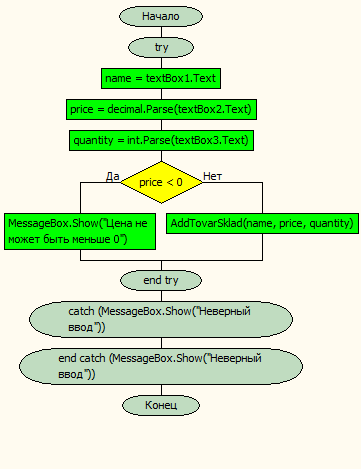 Начало
try
name = textBox1.Text
price = decimal.Parse(textBox2.Text)
quantity = int.Parse(textBox3.Text)
Да
price < 0
Нет
MessageBox.Show("Цена не
может быть меньше 0")
AddTovarSklad(name, price, quantity)
end try
catch (MessageBox.Show("Неверный
ввод"))
end catch (MessageBox.Show("Неверный
ввод"))
Конец